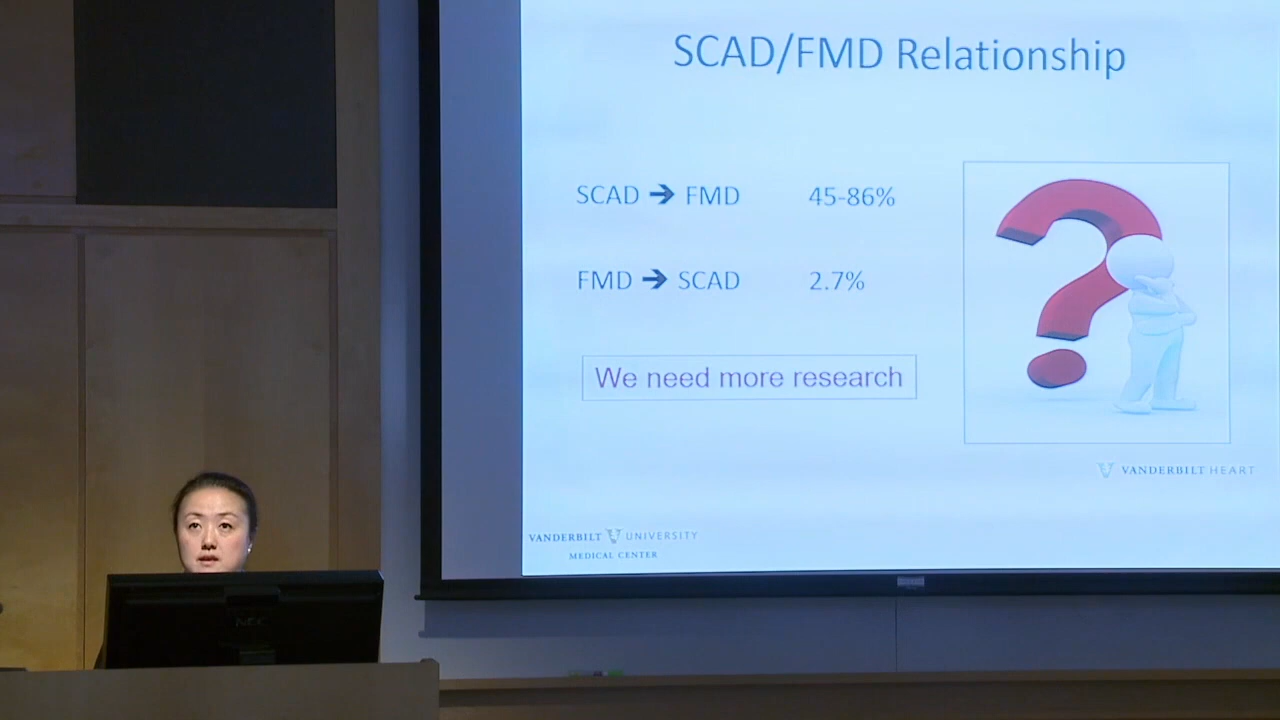 SCAD/FMD Relationship
SCAD → FMD 45-86%
FMD → SCAD 2.7%
We need more research
VANDERBILT HEART
VANDERBILT UNIVERSITY
MEDICAL CENTER
NEC